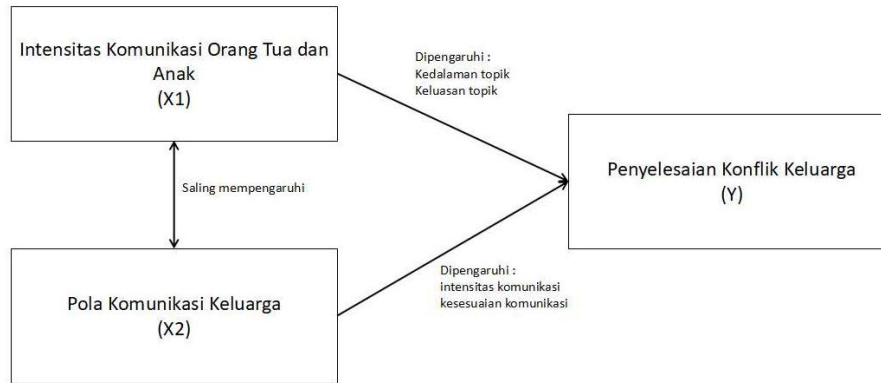 Intensitas Komunikasi Orang Tua dan
Anak
(X1)
Dipengaruhi :
Kedalaman topik
Keluasan topik
Penyelesaian Konflik Keluarga
(Y)
Saling mempengaruhi
Dipengaruhi :
intensitas komunikasi
kesesuaian komunikasi
Pola Komunikasi Keluarga
(X2)